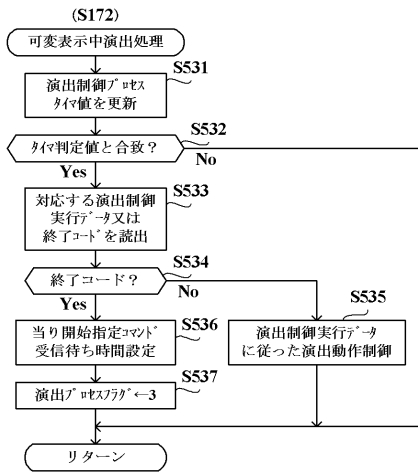 (S172)
可変表示中演出処理
S531
演出制御ﾌﾟﾛｾｽ
ﾀｲﾏ値を更新
S532
ﾀｲﾏ判定値と合致?
No
Yes
S533
対応する演出制御
実行ﾃﾞｰﾀ又は
終了ｺｰﾄﾞを読出
S534
終了コード?
No
Yes
S535
S536
当り開始指定ｺﾏﾝﾄﾞ
受信待ち時間設定
演出制御実行データ
に従った演出動作制御
S537
演出ﾌﾟﾛｾｽﾌﾗｸﾞ←3
リターン